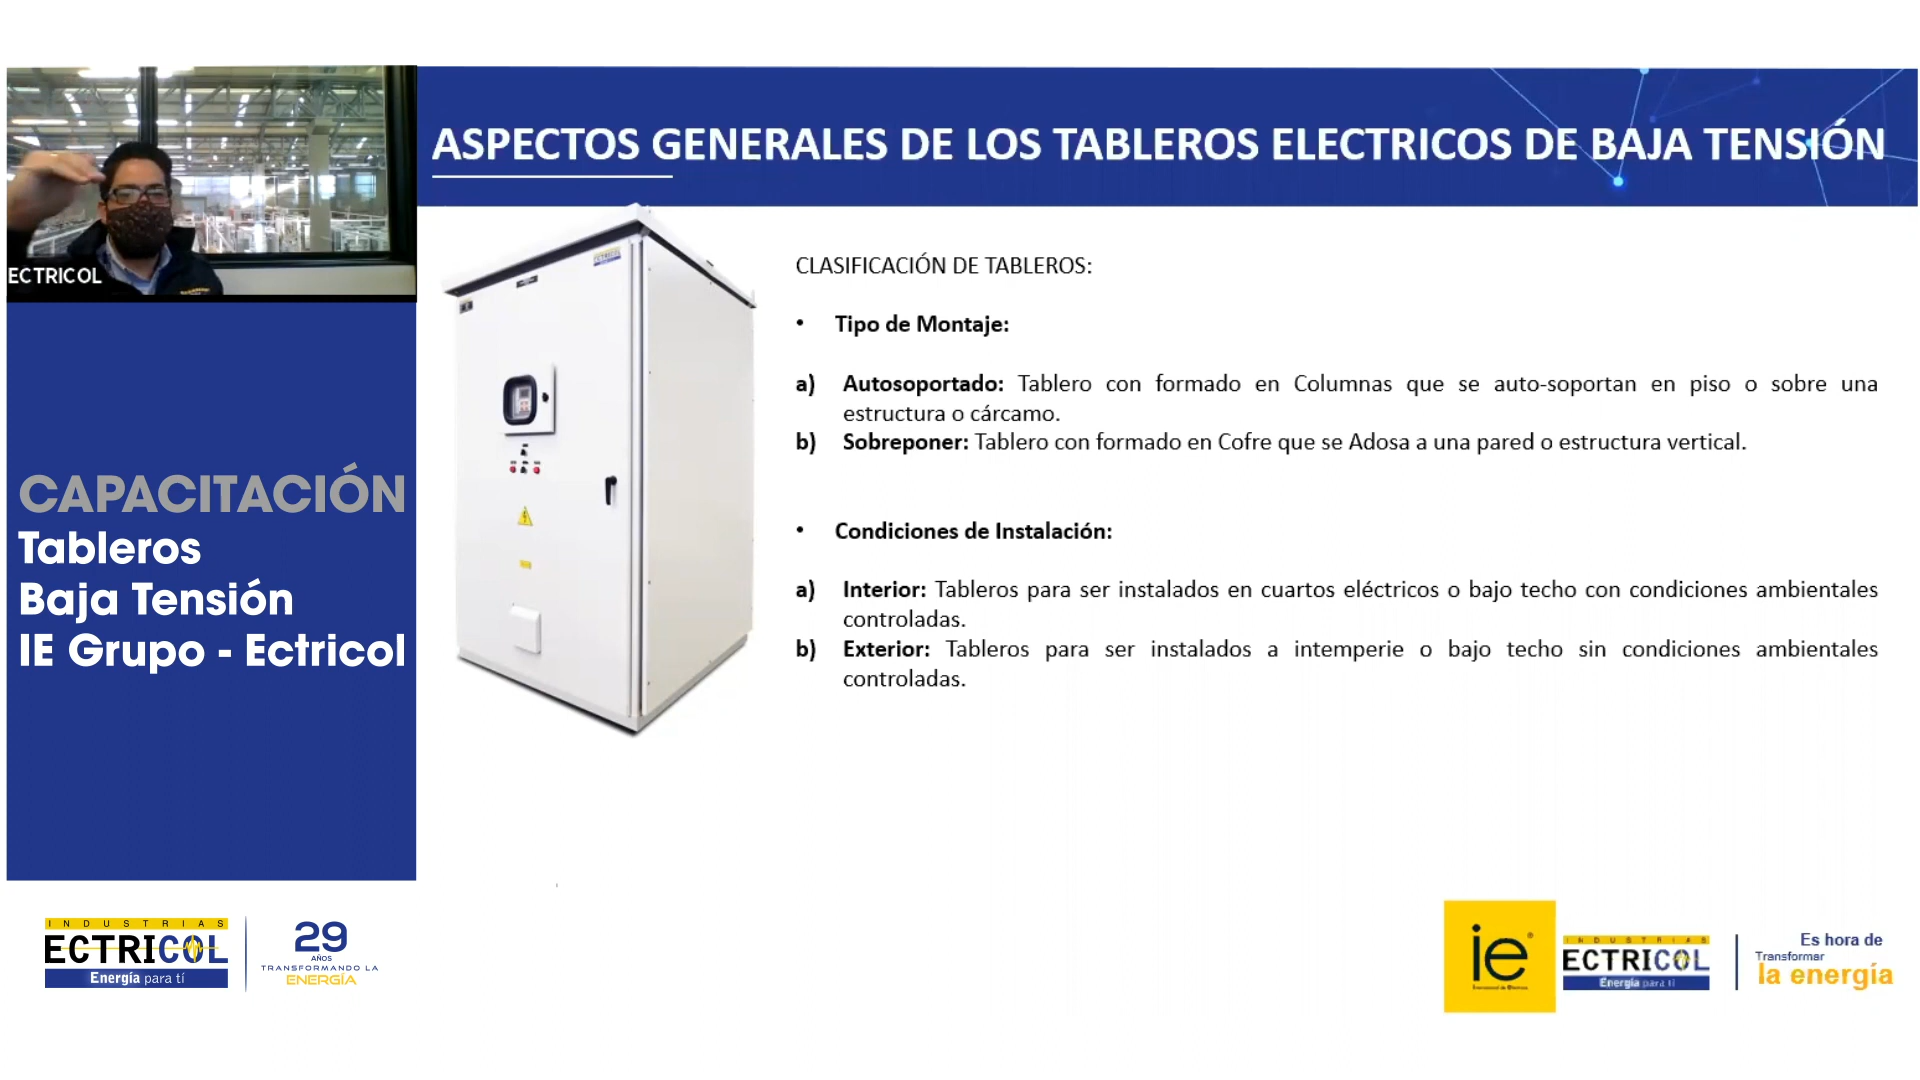 ECTRICOL
CAPACITACIÓN
Tableros
Baja Tensión
IE Grupo - Ectricol
ASPECTOS GENERALES DE LOS TABLEROS ELECTRICOS DE BAJA TENSIÓN
ECTRICOL
CLASIFICACIÓN DE TABLEROS:
• Tipo de Montaje:
a) Autosoportado: Tablero con formado en Columnas que se auto-soportan en piso o sobre una
estructura o cárcamo.
b) Sobreponer: Tablero con formado en Cofre que se Adosa a una pared o estructura vertical.
• Condiciones de Instalación:
a) Interior: Tableros para ser instalados en cuartos eléctricos o bajo techo con condiciones ambientales
controladas.
b) Exterior: Tableros para ser instalados a intemperie o bajo techo sin condiciones ambientales
controladas.
INDUSTRIAS
ECTRICOL
Energía para tí
29
AÑOS
TRANSFORMANDO LA
ENERGÍA
ie®
INDUSTRIAS
ECTRICOL
Energía para tí
Es hora de
Transformar
la energía